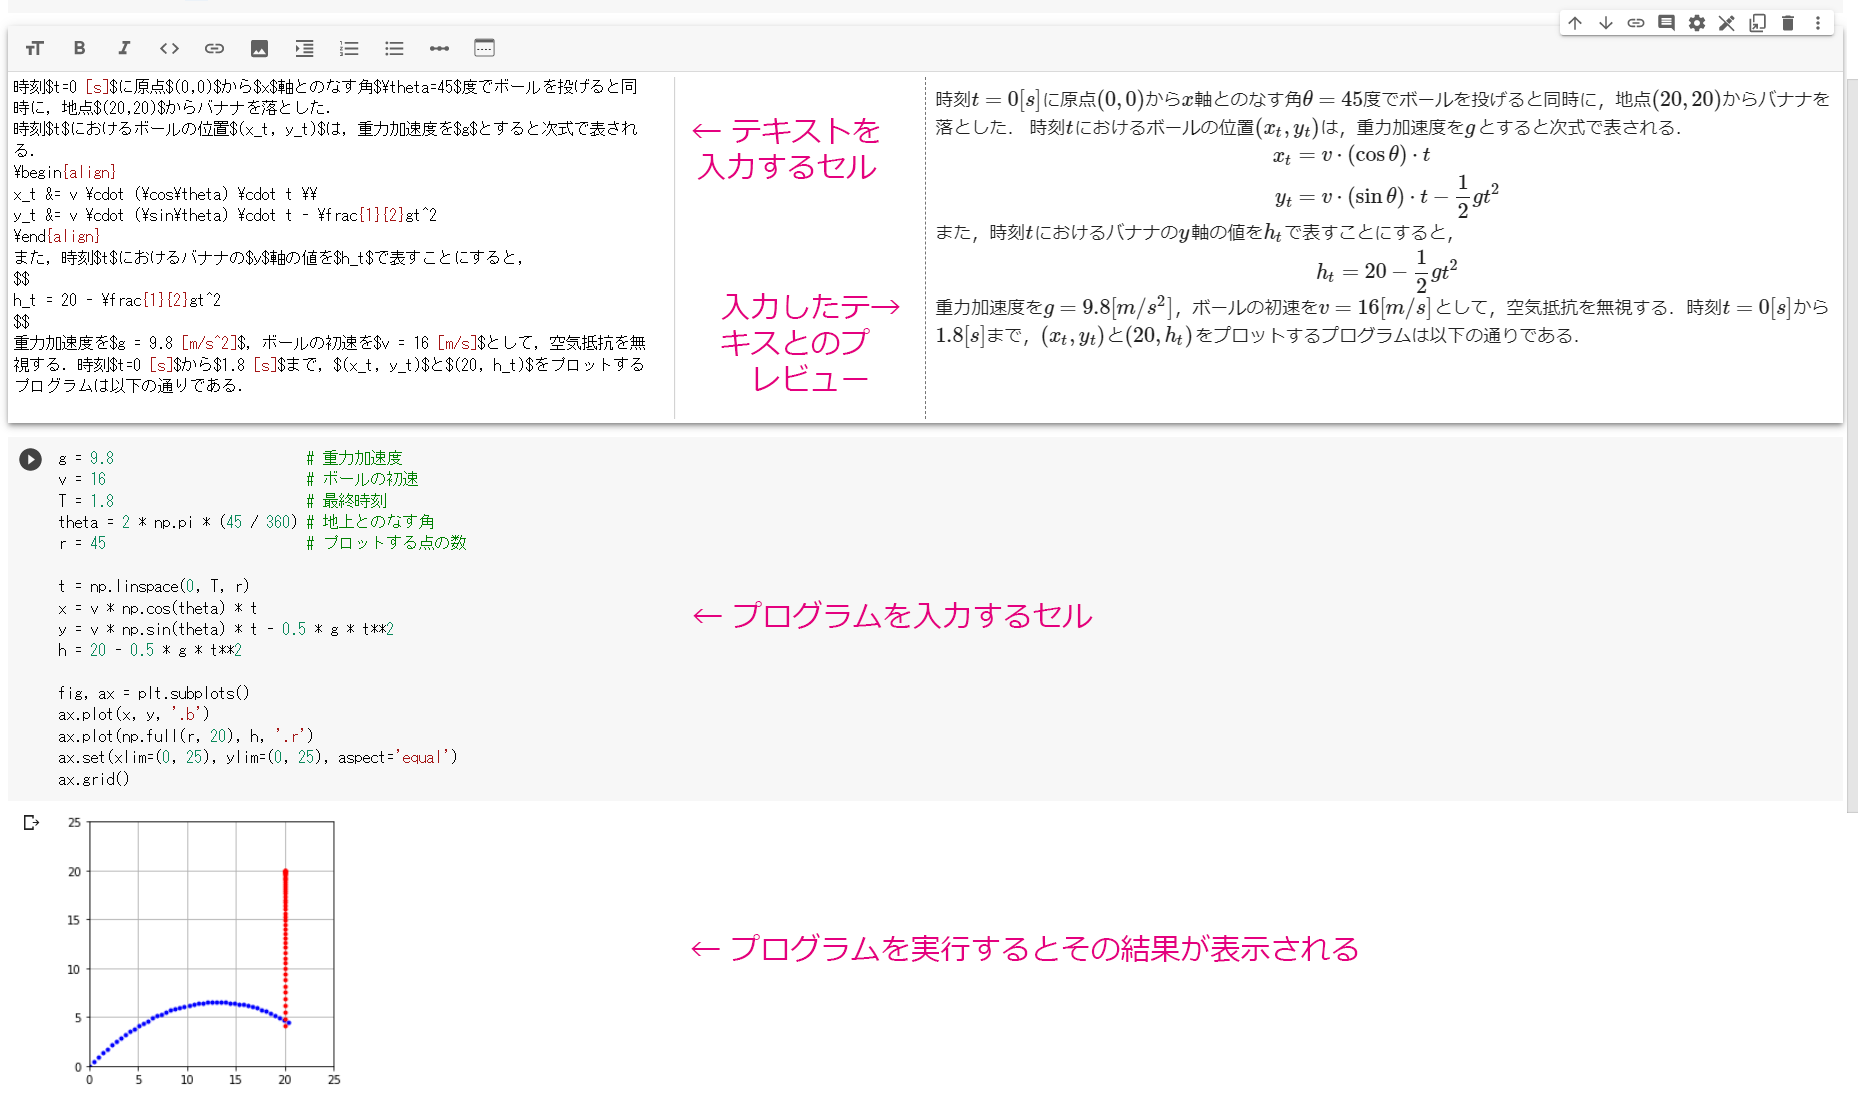 時刻$t=0 [s]$に原点$(0,0)$から$x$軸とのなす角$¥theta=45$度でボールを投げると同
時に，地点$(20,20)$からバナナを落とした．
時刻$t$におけるボールの位置$(x_t, y_t)$は，重力加速度を$g$とすると次式で表され
る．
¥begin{align}
x_t &= v ¥cdot (¥cos¥theta) ¥cdot t ¥¥
y_t &= v ¥cdot (¥sin¥theta) ¥cdot t - ¥frac{1}{2}gt^2
¥end{align}
また，時刻$t$におけるバナナの$y$軸の値を$h_t$で表すことにすると，
$$
h_t = 20 - ¥frac{1}{2}gt^2
$$
重力加速度を$g = 9.8 [m/s^2]$，ボールの初速を$v = 16 [m/s]$として，空気抵抗を無
視する．時刻$t=0 [s]$から$1.8 [s]$まで，$(x_t, y_t)$と$(20, h_t)$をプロットする
プログラムは以下の通りである．
← テキストを
入力するセル
入力したテ→
キスとのプ
レビュー
時刻t = 0[s]に原点(0, 0)からx軸とのなす角θ = 45度でボールを投げると同時に，地点(20, 20)からバナナを
落とした． 時刻tにおけるボールの位置(x_t, y_t)は，重力加速度をgとすると次式で表される．
x_t = v · (cos θ) · t
y_t = v · (sin θ) · t − 1/2 gt²
また，時刻tにおけるバナナのy軸の値をh_tで表すことにすると，
h_t = 20 − 1/2 gt²
重力加速度をg = 9.8[m/s²]，ボールの初速をv = 16[m/s]として，空気抵抗を無視する．時刻t = 0[s]から
1.8[s]まで，(x_t, y_t)と(20, h_t)をプロットするプログラムは以下の通りである．
g = 9.8 # 重力加速度
v = 16 # ボールの初速
T = 1.8 # 最終時刻
theta = 2 * np.pi * (45 / 360) # 地上とのなす角
r = 45 # プロットする点の数
t = np.linspace(0, T, r)
x = v * np.cos(theta) * t
y = v * np.sin(theta) * t - 0.5 * g * t**2
h = 20 - 0.5 * g * t**2
fig, ax = plt.subplots()
ax.plot(x, y, '.b')
ax.plot(np.full(r, 20), h, '.r')
ax.set(xlim=(0, 25), ylim=(0, 25), aspect='equal')
ax.grid()
← プログラムを入力するセル
25
20
15
10
5
0
0 5 10 15 20 25
← プログラムを実行するとその結果が表示される